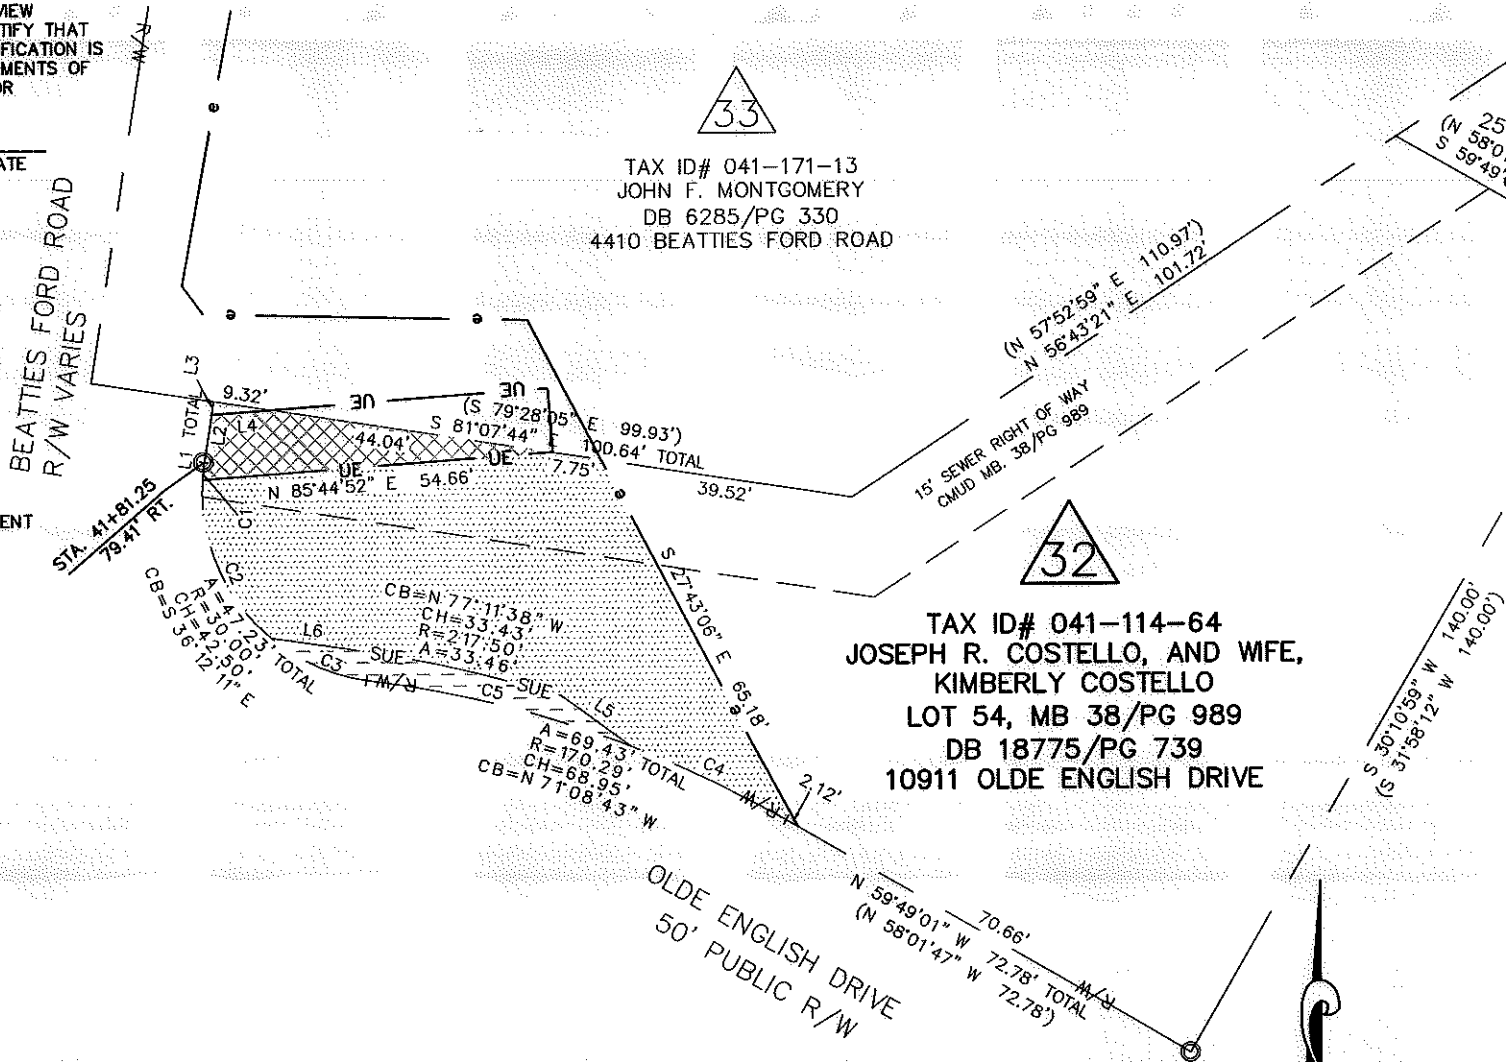 VIEW
TIFY THAT
FICATION IS
MENTS OF
OR
ATE
R/W
BEATTIES FORD ROAD
R/W VARIES
33
TAX ID# 041-171-13
JOHN F. MONTGOMERY
DB 6285/PG 330
4410 BEATTIES FORD ROAD
25
(N 58°01
S 59°49'
(N 57°52'59" E 110.97')
N 56°43'21" E 101.72'
15' SEWER RIGHT OF WAY
CMUD MB. 38/PG 989
e
e
e
L3
L1 TOTAL
L2
9.32'
L4
UE
UE
44.04'
(S 79°28'05" E 99.93')
S 81°07'44" E 100.64' TOTAL
UE
UE
7.75'
39.52'
N 85°44'52" E 54.66'
e
ENT
STA. 41+81.25
79.41' RT.
C1
C2
A=47.23' TOTAL
R=30.00'
CH=42.50'
CB=S 36°12'11" E
CB=N 77°11'38" W
CH=33.43'
R=217.50'
A=33.46'
L6
SUE
C3
R/W
C5
SUE
L5
S 27°43'06" E 65.18'
e
A=69.43' TOTAL
R=170.29'
CH=68.95'
CB=N 71°08'43" W
C4
R/W
2.12'
32
TAX ID# 041-114-64
JOSEPH R. COSTELLO, AND WIFE,
KIMBERLY COSTELLO
LOT 54, MB 38/PG 989
DB 18775/PG 739
10911 OLDE ENGLISH DRIVE
S 30°10'59" W 140.00'
(S 31°58'12" W 140.00')
OLDE ENGLISH DRIVE
50' PUBLIC R/W
70.66'
N 59°49'01" W 72.78' TOTAL
(N 58°01'47" W 72.78')
R/W